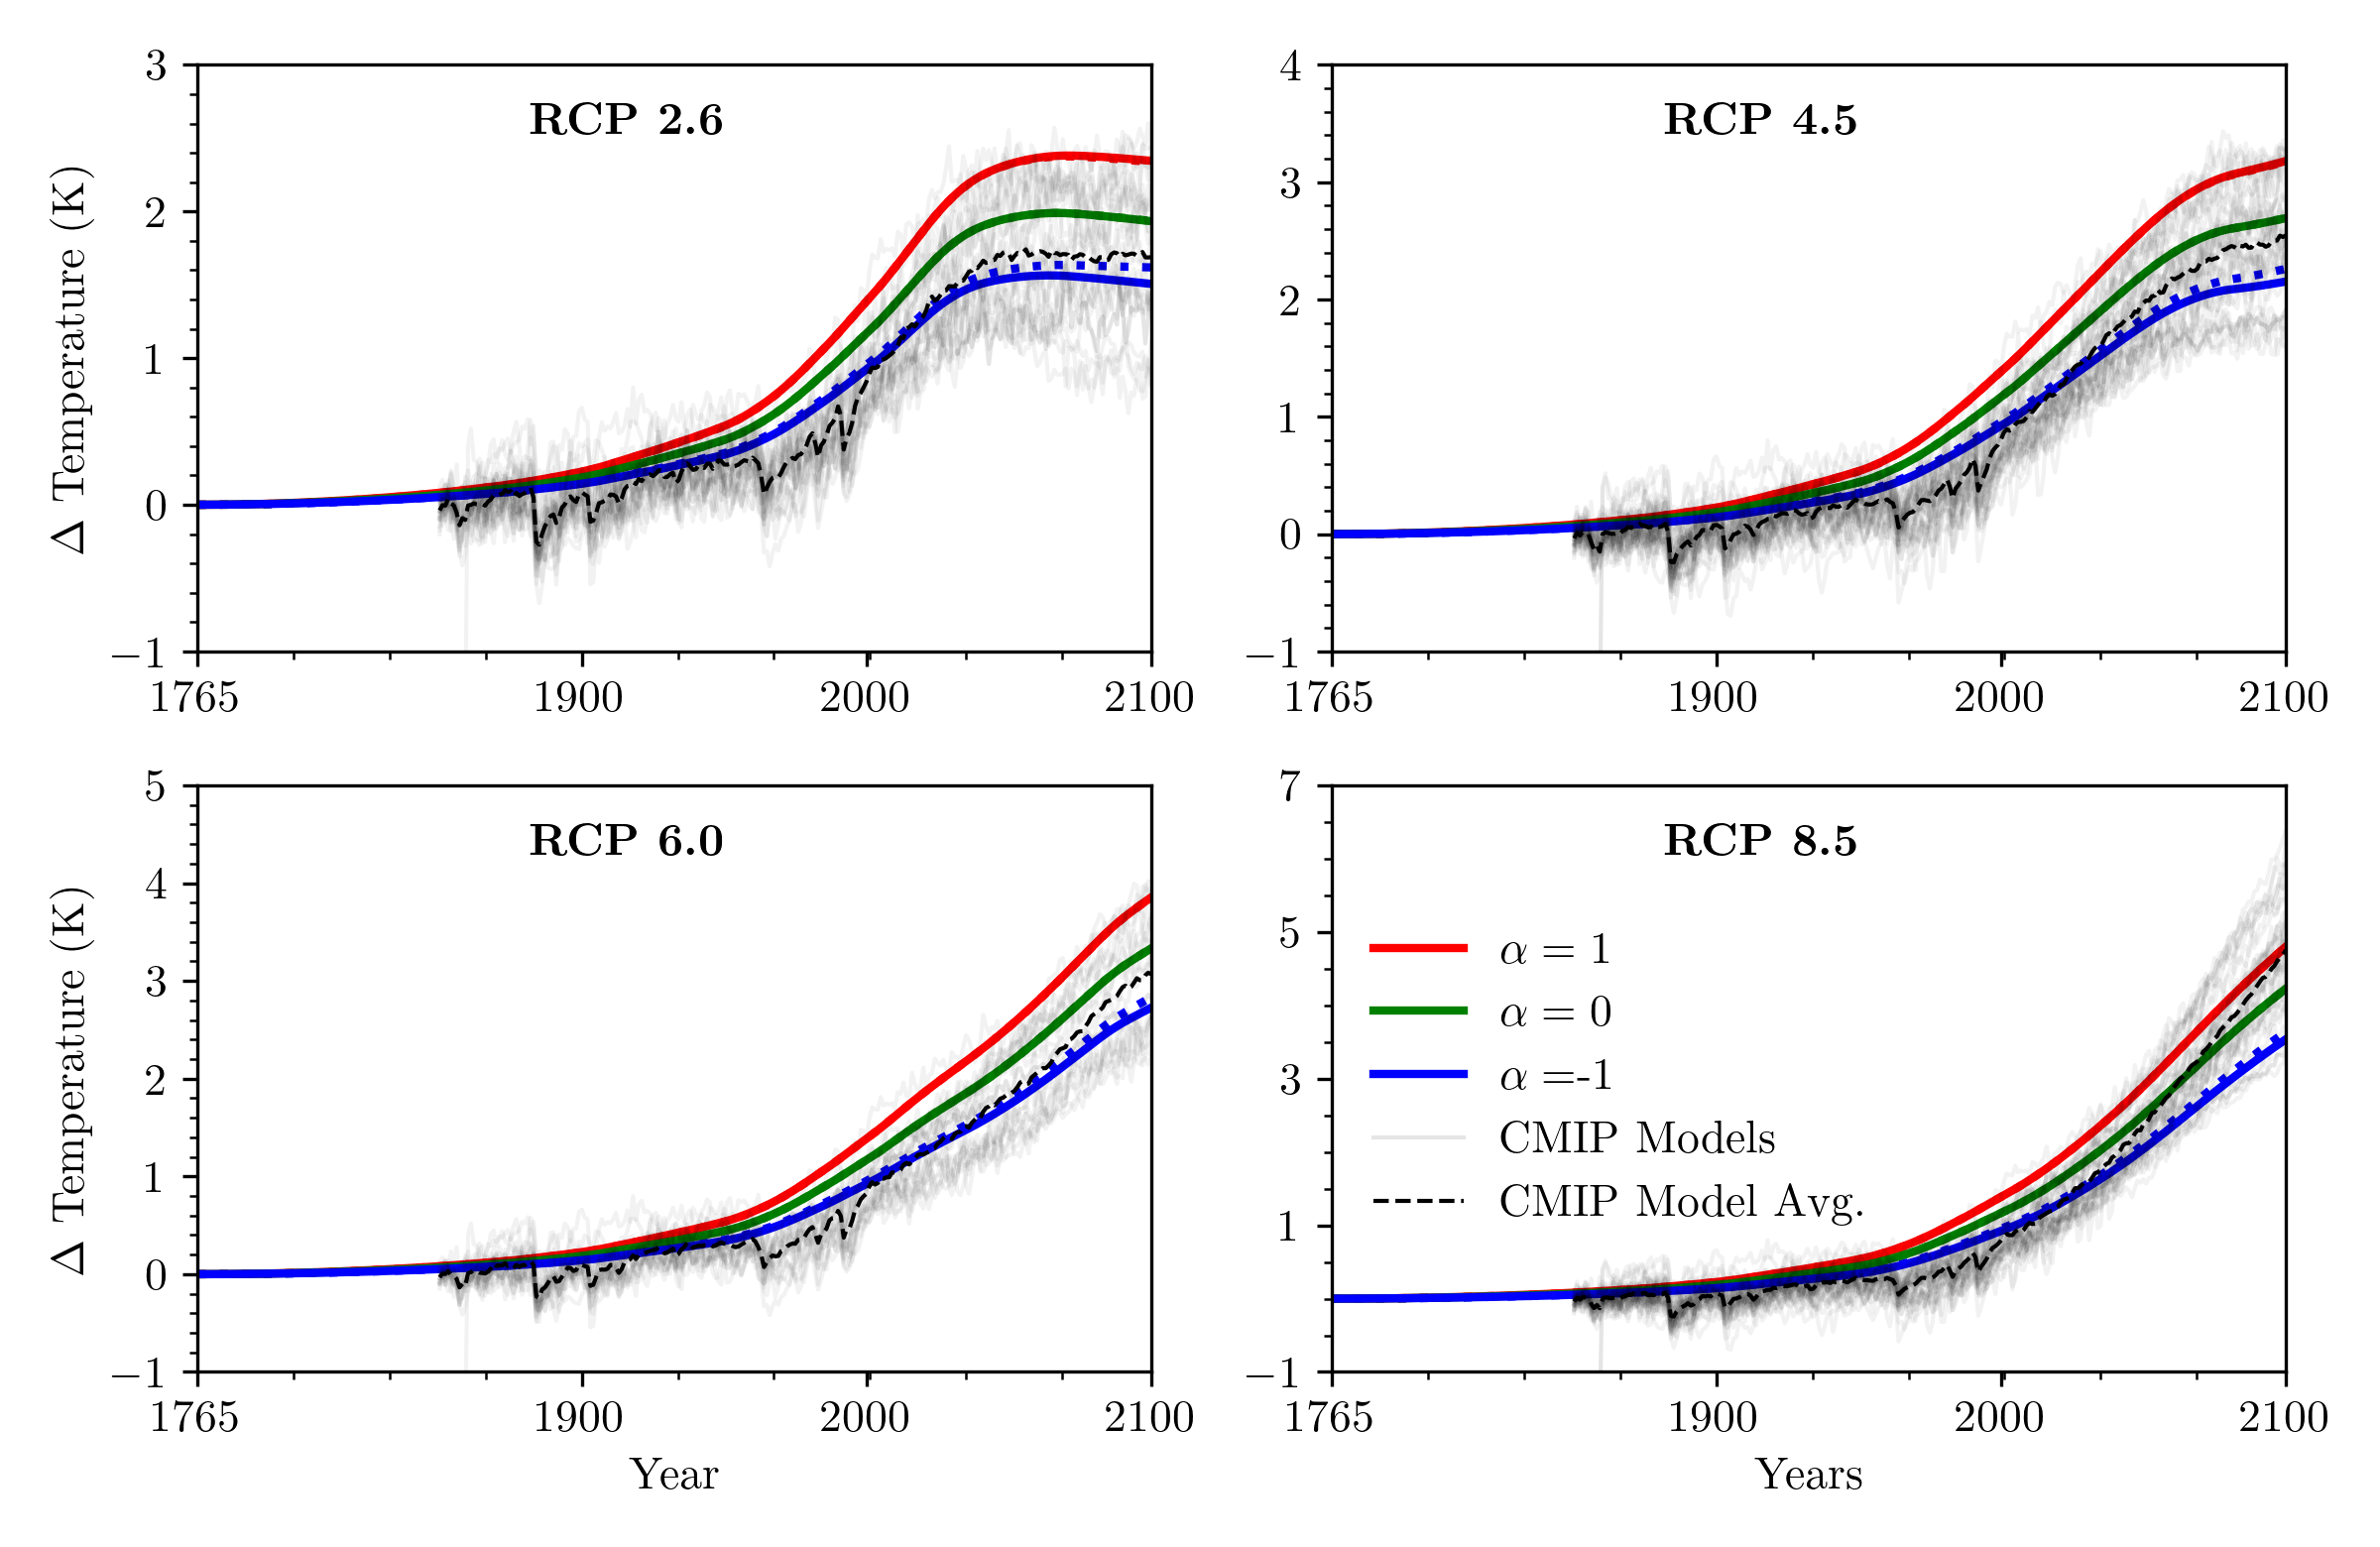 RCP 2.6
Δ Temperature (K)
3
2
1
0
−1
1765 1900 2000 2100
RCP 4.5
4
3
2
1
0
−1
1765 1900 2000 2100
RCP 6.0
Δ Temperature (K)
5
4
3
2
1
0
−1
1765 1900 2000 2100
Year
RCP 8.5
7
5
3
1
−1
α = 1
α = 0
α =-1
CMIP Models
CMIP Model Avg.
1765 1900 2000 2100
Years